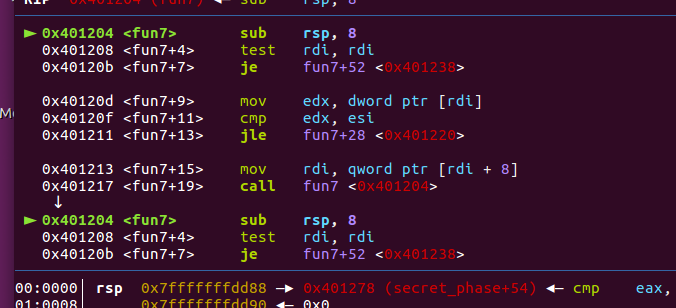 RIP 0x401204 (fun7) ◂— sub rsp, 8
► 0x401204 <fun7> sub rsp, 8
0x401208 <fun7+4> test rdi, rdi
0x40120b <fun7+7> je fun7+52 <0x401238>
0x40120d <fun7+9> mov edx, dword ptr [rdi]
0x40120f <fun7+11> cmp edx, esi
0x401211 <fun7+13> jle fun7+28 <0x401220>
0x401213 <fun7+15> mov rdi, qword ptr [rdi + 8]
0x401217 <fun7+19> call fun7 <0x401204>
↓
► 0x401204 <fun7> sub rsp, 8
0x401208 <fun7+4> test rdi, rdi
0x40120b <fun7+7> je fun7+52 <0x401238>
00:0000│ rsp 0x7fffffffdd88 —▸ 0x401278 (secret_phase+54) ◂— cmp eax,
01:0008│ 0x7fffffffdd90 ◂— 0x0